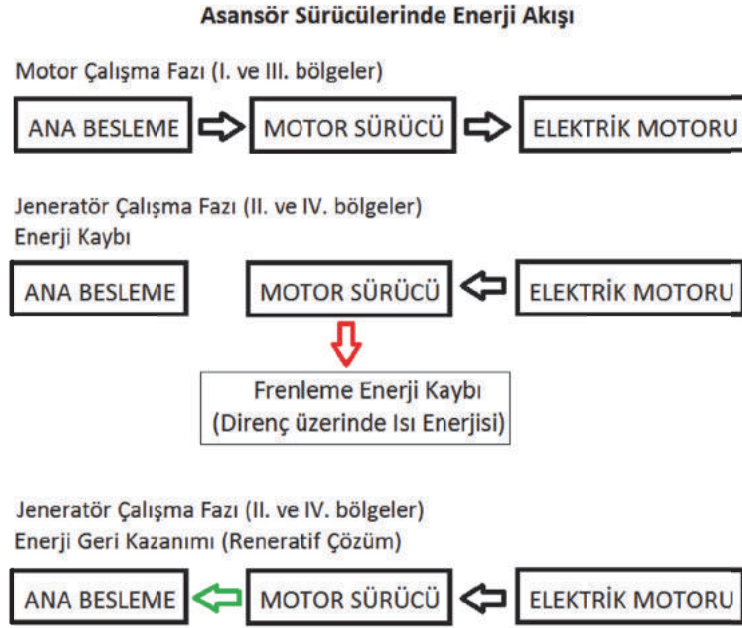 Asansör Sürücülerinde Enerji Akışı
Motor Çalışma Fazı (I. ve III. bölgeler)
ANA BESLEME MOTOR SÜRÜCÜ ELEKTRİK MOTORU
Jeneratör Çalışma Fazı (II. ve IV. bölgeler)
Enerji Kaybı
ANA BESLEME MOTOR SÜRÜCÜ ELEKTRİK MOTORU
Frenleme Enerji Kaybı
(Direnç üzerinde Isı Enerjisi)
Jeneratör Çalışma Fazı (II. ve IV. bölgeler)
Enerji Geri Kazanımı (Reneratif Çözüm)
ANA BESLEME MOTOR SÜRÜCÜ ELEKTRİK MOTORU